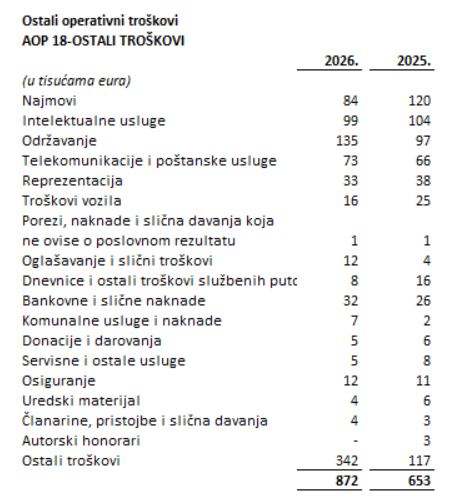 Ostali operativni troškovi
AOP 18-OSTALI TROŠKOVI
2026. 2025.
(u tisućama eura)
Najmovi 84 120
Intelektualne usluge 99 104
Održavanje 135 97
Telekomunikacije i poštanske usluge 73 66
Reprezentacija 33 38
Troškovi vozila 16 25
Porezi, naknade i slična davanja koja
ne ovise o poslovnom rezultatu 1 1
Oglašavanje i slični troškovi 12 4
Dnevnice i ostali troškovi službenih putc 8 16
Bankovne i slične naknade 32 26
Komunalne usluge i naknade 7 2
Donacije i darovanja 5 6
Servisne i ostale usluge 5 8
Osiguranje 12 11
Uredski materijal 4 6
Članarine, pristojbe i slična davanja 4 3
Autorski honorari - 3
Ostali troškovi 342 117
872 653